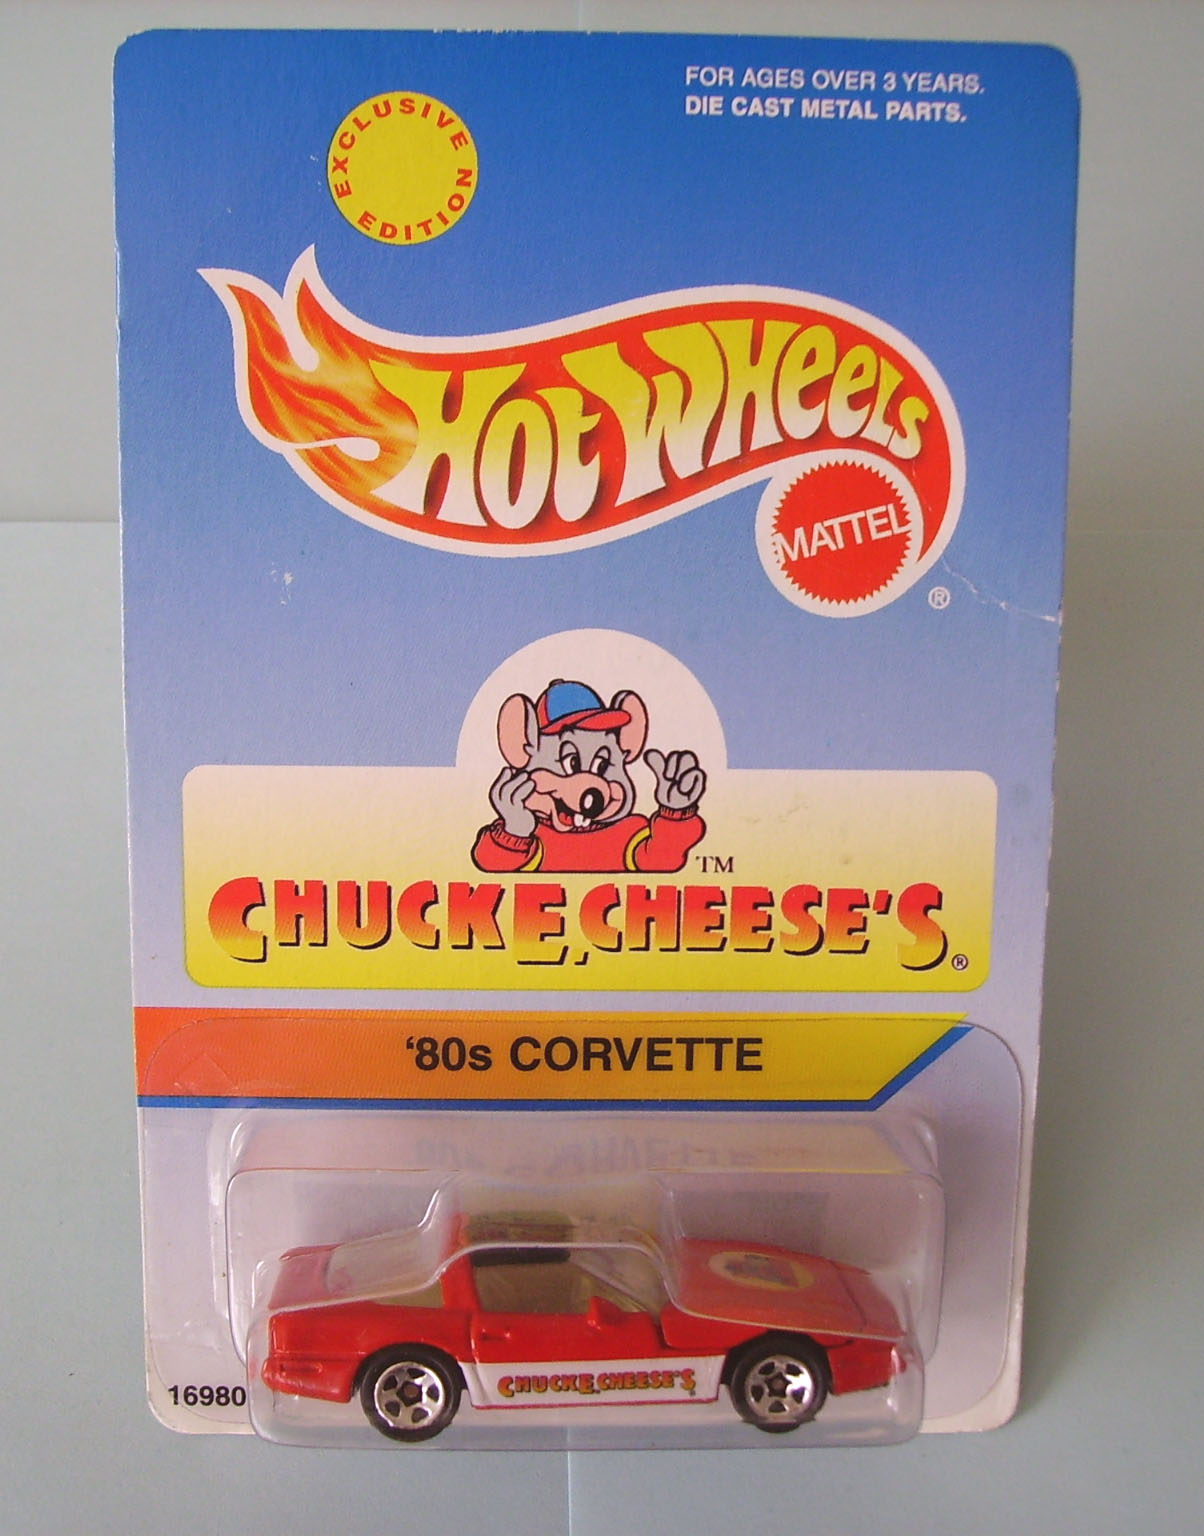 FOR AGES OVER 3 YEARS.
DIE CAST METAL PARTS.
EXCLUSIVE EDITION
HOT WHEELS
MATTEL
®
TM
CHUCK E. CHEESE'S ®
'80s CORVETTE
CHUCK E. CHEESE'S
16980